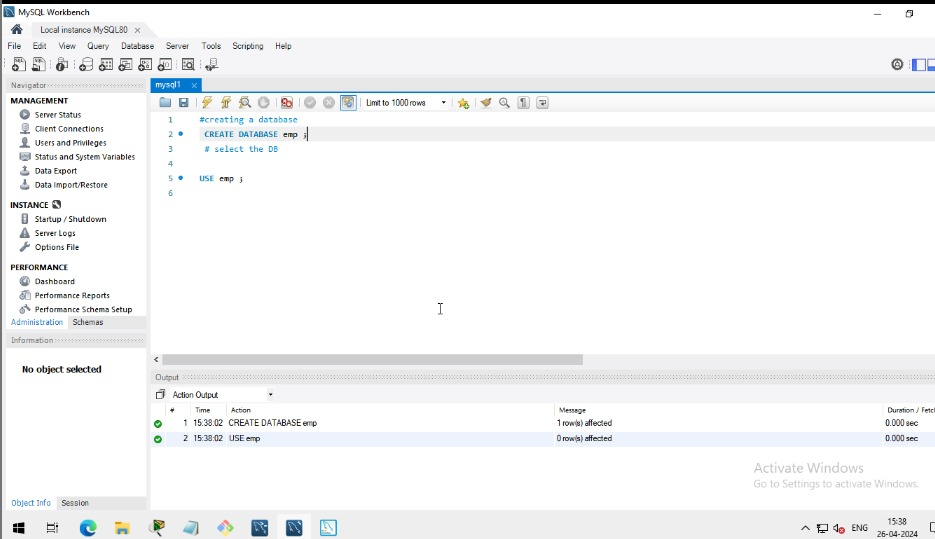 MySQL Workbench
Local instance MySQL80
File Edit View Query Database Server Tools Scripting Help
Navigator
mysql1
MANAGEMENT
Server Status
Client Connections
Users and Privileges
Status and System Variables
Data Export
Data Import/Restore
INSTANCE
Startup / Shutdown
Server Logs
Options File
PERFORMANCE
Dashboard
Performance Reports
Performance Schema Setup
Administration Schemas
Information
No object selected
Object Info Session
Limit to 1000 rows
1 #creating a database
2 CREATE DATABASE emp ;
3 # select the DB
4
5 USE emp ;
6
Output
Action Output
# Time Action Message Duration / Fetc
1 15:38:02 CREATE DATABASE emp 1 row(s) affected 0.000 sec
2 15:38:02 USE emp 0 row(s) affected 0.000 sec
Activate Windows
Go to Settings to activate Windows.
ENG
15:38
26-04-2024